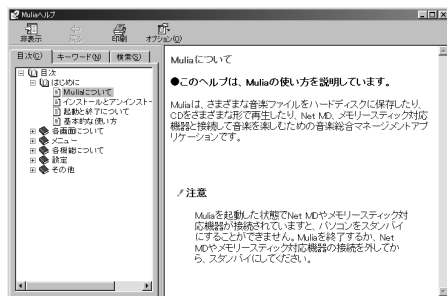 Muliaヘルプ
非表示
戻る
印刷
オプション(O)
目次(C)
キーワード(N)
検索(S)
目次
はじめに
Muliaについて
インストールとアンインスト-
起動と終了について
基本的な使い方
各画面について
メニュー
各機能について
設定
その他
Muliaについて
●このヘルプは、Muliaの使い方を説明しています。
Muliaは、さまざまな音楽ファイルをハードディスクに保存したり、
CDをさまざまな形で再生したり、Net MD、メモリースティック対応
機器と接続して音楽を楽しむための音楽総合マネージメントアプ
リケーションです。
注意
Muliaを起動した状態でNet MDやメモリースティック対
応機器が接続されていますと、パソコンをスタンバイ
にすることができません。Muliaを終了するか、Net
MDやメモリースティック対応機器の接続を外してか
ら、スタンバイにしてください。